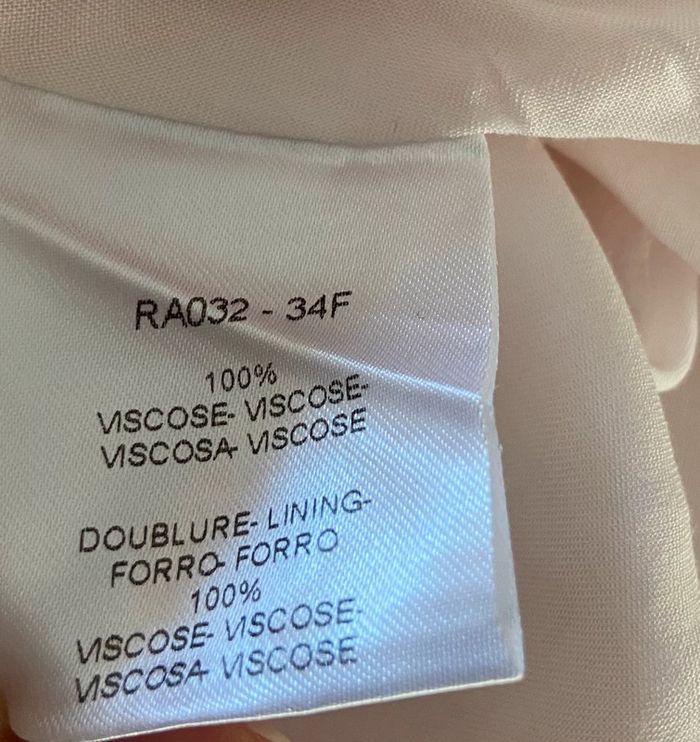 RA032 - 34F
100%
VISCOSE- VISCOSE-
VISCOSA- VISCOSE
DOUBLURE- LINING-
FORRO- FORRO
100%
VISCOSE- VISCOSE-
VISCOSA- VISCOSE